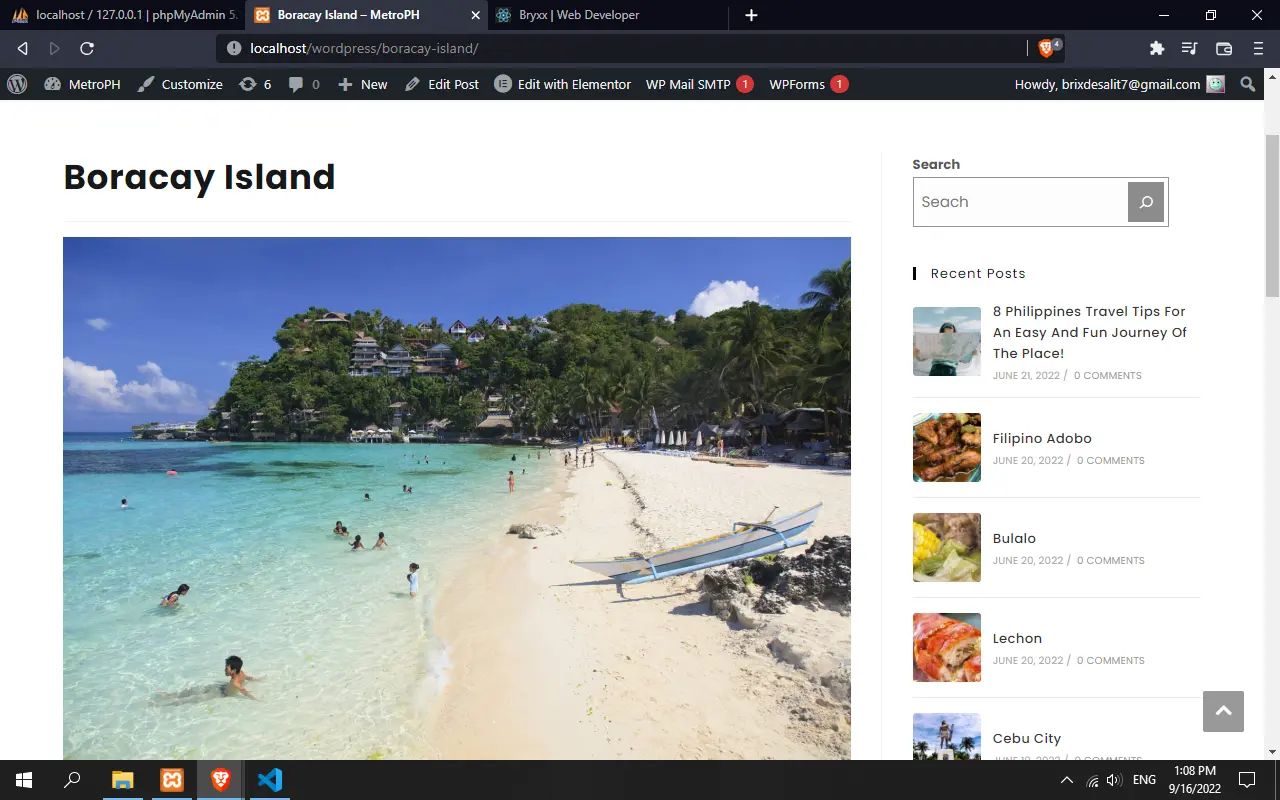 localhost / 127.0.0.1 | phpMyAdmin 5.
Boracay Island – MetroPH
Bryxx | Web Developer
localhost/wordpress/boracay-island/
4
MetroPH
Customize
6
0
New
Edit Post
Edit with Elementor
WP Mail SMTP 1
WPForms 1
Howdy, brixdesalit7@gmail.com
Boracay Island
Search
Seach
Recent Posts
8 Philippines Travel Tips For
An Easy And Fun Journey Of
The Place!
JUNE 21, 2022 / 0 COMMENTS
Filipino Adobo
JUNE 20, 2022 / 0 COMMENTS
Bulalo
JUNE 20, 2022 / 0 COMMENTS
Lechon
JUNE 20, 2022 / 0 COMMENTS
Cebu City
ENG
1:08 PM
9/16/2022